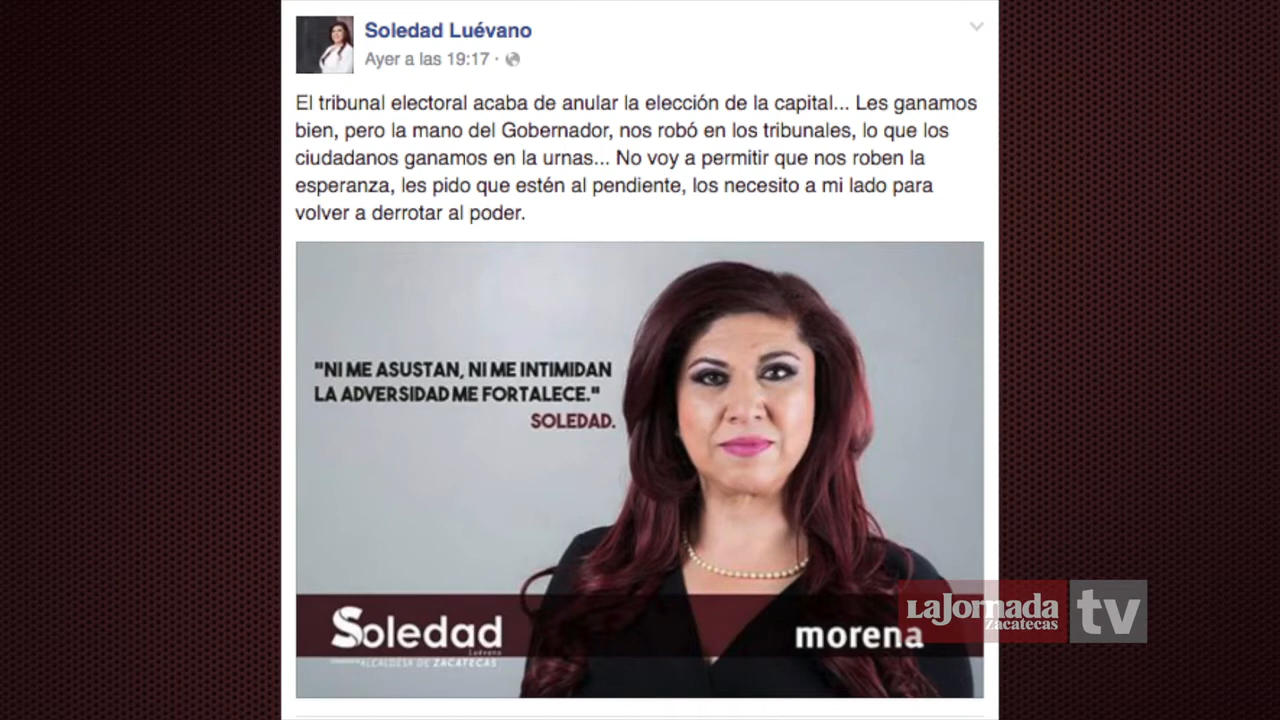 Soledad Luévano
Ayer a las 19:17 ·
El tribunal electoral acaba de anular la elección de la capital... Les ganamos
bien, pero la mano del Gobernador, nos robó en los tribunales, lo que los
ciudadanos ganamos en la urnas... No voy a permitir que nos roben la
esperanza, les pido que estén al pendiente, los necesito a mi lado para
volver a derrotar al poder.
"NI ME ASUSTAN, NI ME INTIMIDAN
LA ADVERSIDAD ME FORTALECE."
SOLEDAD.
Soledad
Luévano
ALCALDESA DE ZACATECAS
morena
LaJornada
Zacatecas
tv